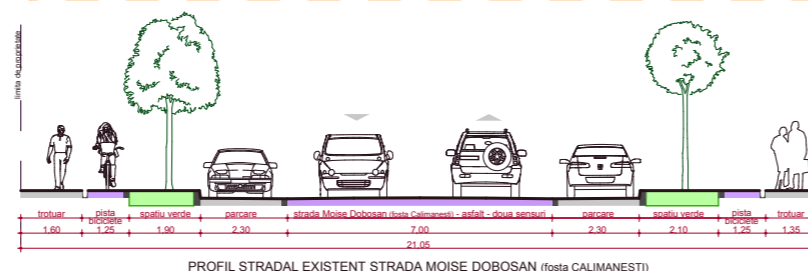 limita de proprietate
trotuar pista biciclete spatiu verde parcare strada Moise Dobosan (fosta Calimanesti) - asfalt - doua sensuri parcare spatiu verde pista biciclete trotuar
1.60 1.25 1.90 2.30 7.00 2.30 2.10 1.25 1.35
21.05
PROFIL STRADAL EXISTENT STRADA MOISE DOBOSAN (fosta CALIMANESTI)